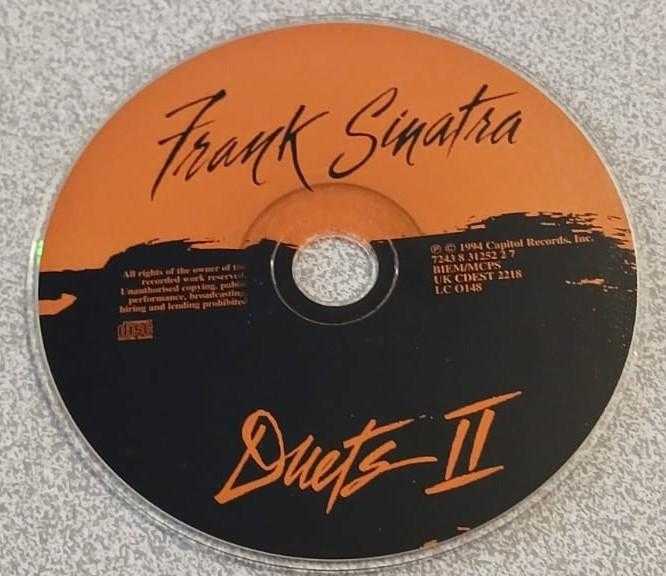 Frank Sinatra
All rights of the owner of the
recorded work reserved.
Unauthorised copying, public
performance, broadcasting,
hiring and lending prohibited
disc
℗ © 1994 Capitol Records, Inc.
7243 8 31252 2 7
BIEM/MCPS
UK CDEST 2218
LC 0148
Duets II